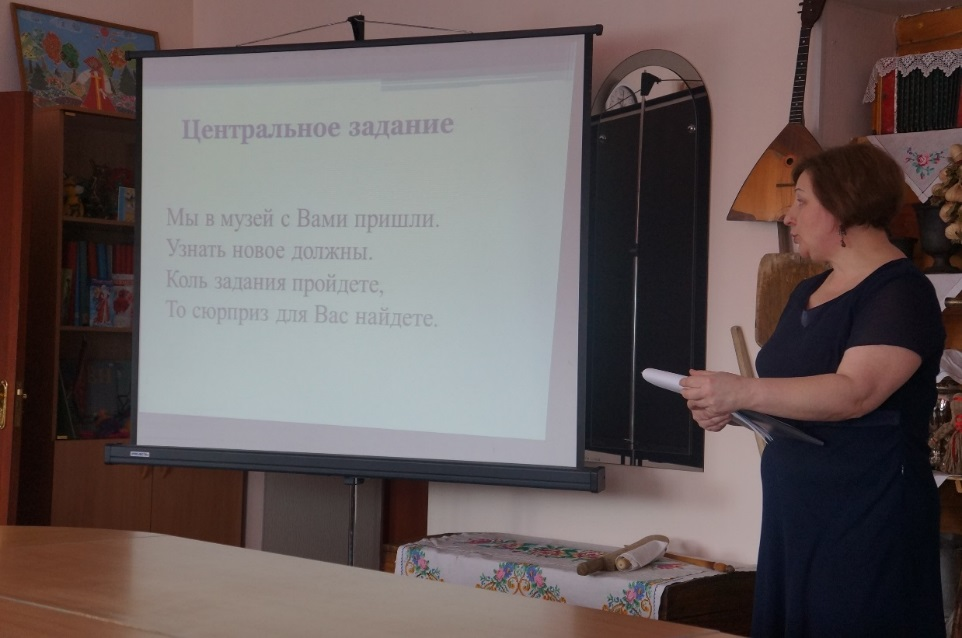 Центральное задание
Мы в музей с Вами пришли.
Узнать новое должны.
Коль задания пройдете,
То сюрприз для Вас найдете.